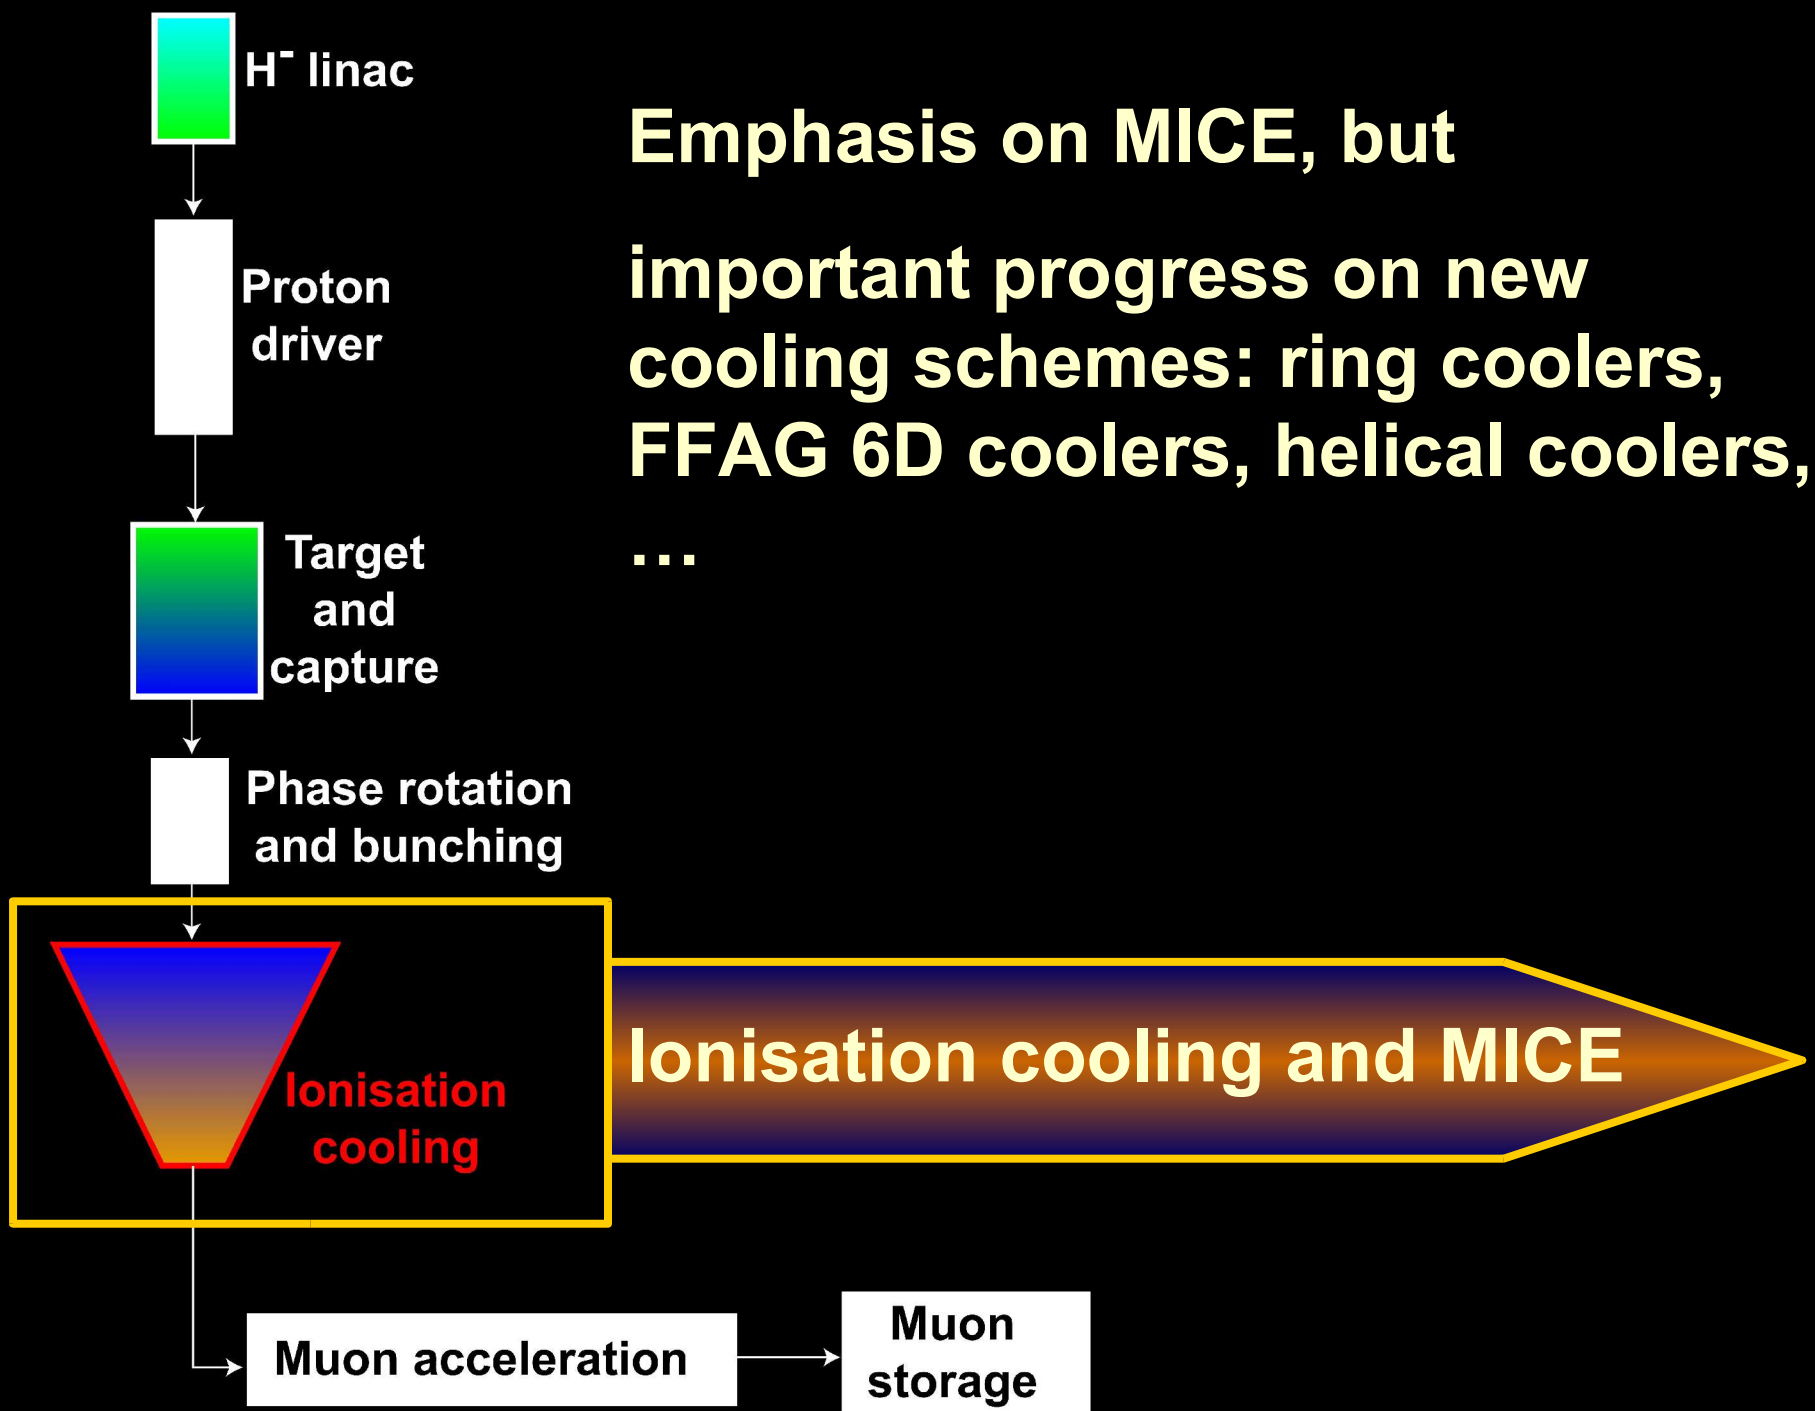 H⁻ linac
Emphasis on MICE, but
important progress on new
cooling schemes: ring coolers,
FFAG 6D coolers, helical coolers,
…
Proton
driver
Target
and
capture
Phase rotation
and bunching
Ionisation
cooling
Ionisation cooling and MICE
Muon acceleration
Muon
storage